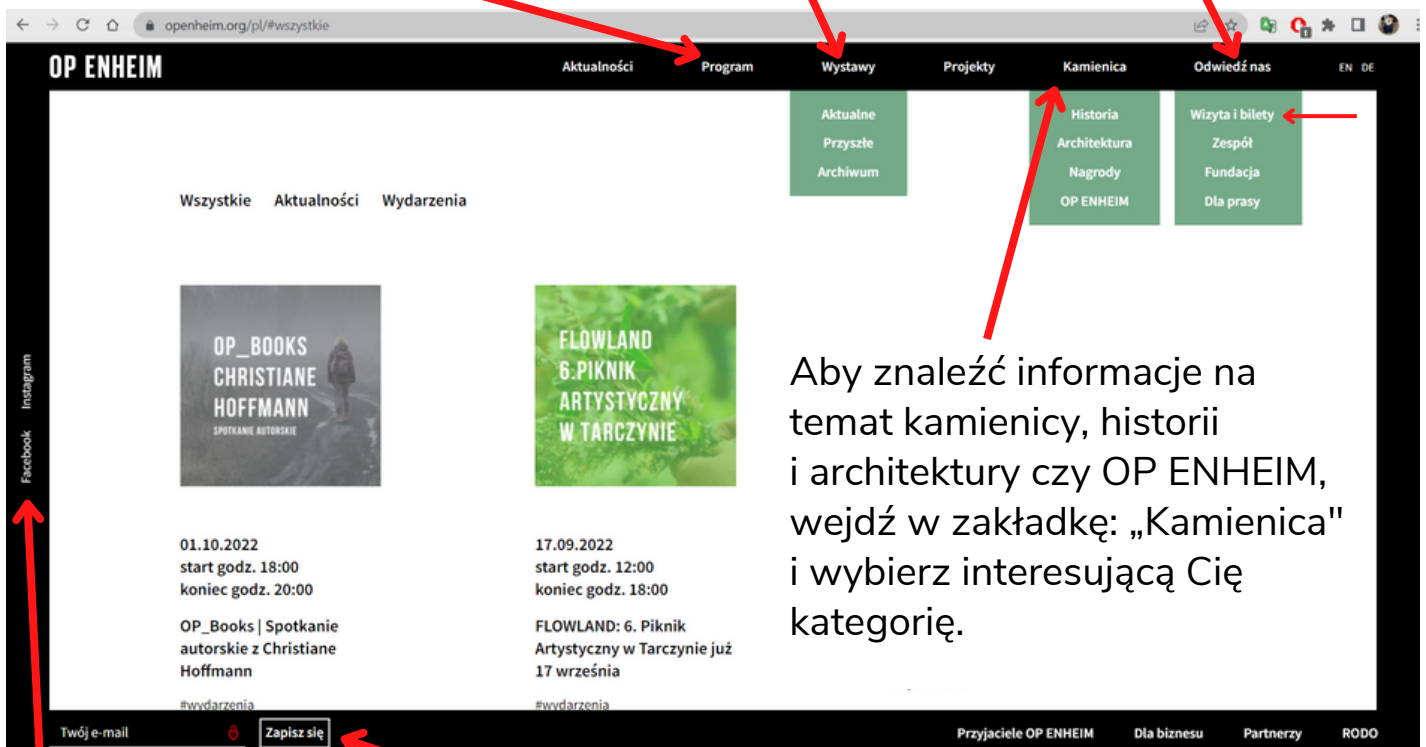 openheim.org/pl/#wszystkie
OP ENHEIM
Aktualności Program Wystawy Projekty Kamienica Odwiedź nas EN DE
Aktualne
Przyszłe
Archiwum
Historia
Architektura
Nagrody
OP ENHEIM
Wizyta i bilety
Zespół
Fundacja
Dla prasy
Wszystkie Aktualności Wydarzenia
OP_BOOKS
CHRISTIANE
HOFFMANN
SPOTKANIE AUTORSKIE
FLOWLAND
6.PIKNIK
ARTYSTYCZNY
W TARCZYNIE
Instagram
Facebook
Aby znaleźć informacje na
temat kamienicy, historii
i architektury czy OP ENHEIM,
wejdź w zakładkę: „Kamienica"
i wybierz interesującą Cię
kategorię.
01.10.2022
start godz. 18:00
koniec godz. 20:00
OP_Books | Spotkanie
autorskie z Christiane
Hoffmann
#wydarzenia
17.09.2022
start godz. 12:00
koniec godz. 18:00
FLOWLAND: 6. Piknik
Artystyczny w Tarczynie już
17 września
#wydarzenia
Twój e-mail Zapisz się Przyjaciele OP ENHEIM Dla biznesu Partnerzy RODO